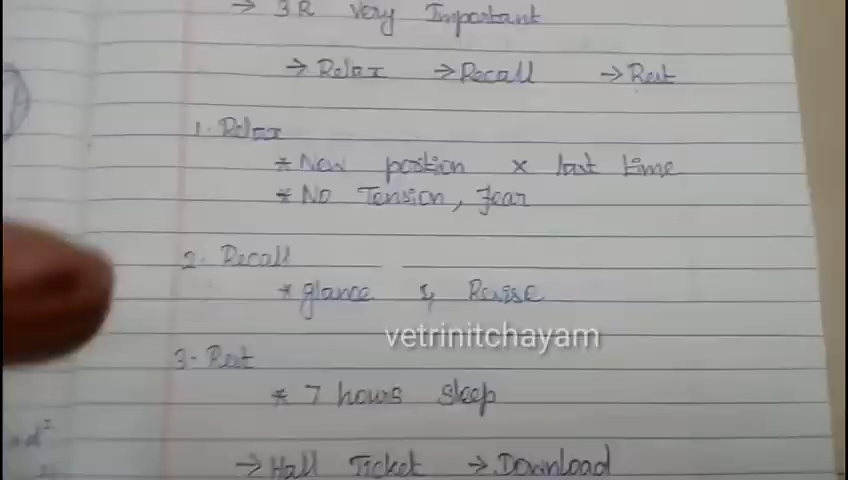 → 3R Very Important
→ Relax → Recall → Rest
1. Relax
* New postion × last time
* No Tension, fear
2. Recall
* glance & Revise
vetrinitchayam
3. Rest
* 7 hours sleep
→ Hall Ticket → Download